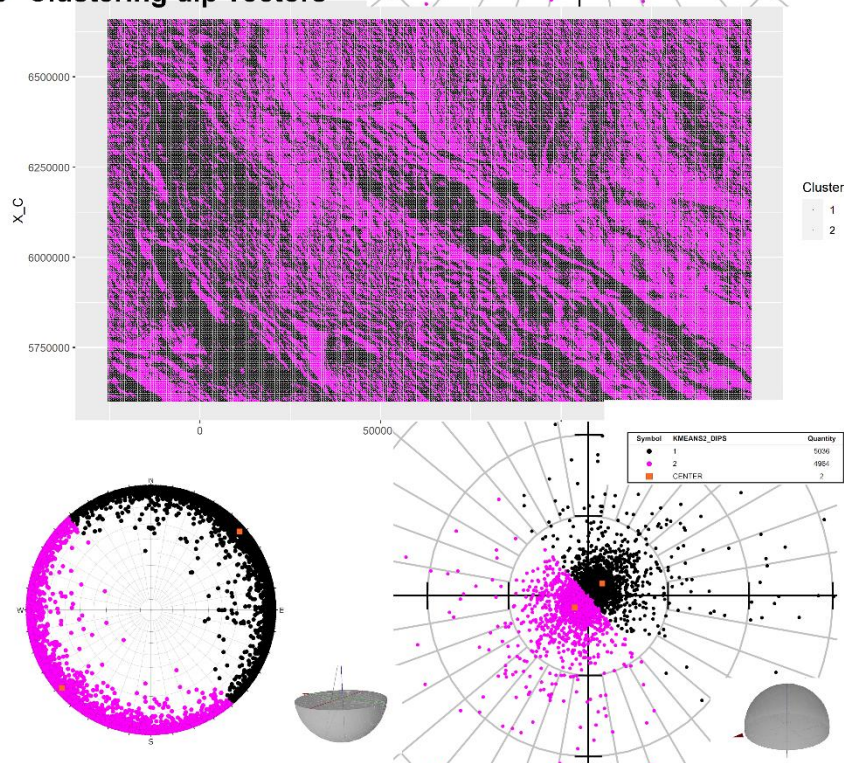 Clustering dip vectors
6500000
6250000
6000000
5750000
X_C
0
50000
Cluster
1
2
Symbol KMEANS2_DIPS Quantity
1 5036
2 4964
CENTER 2
N
W
E
S